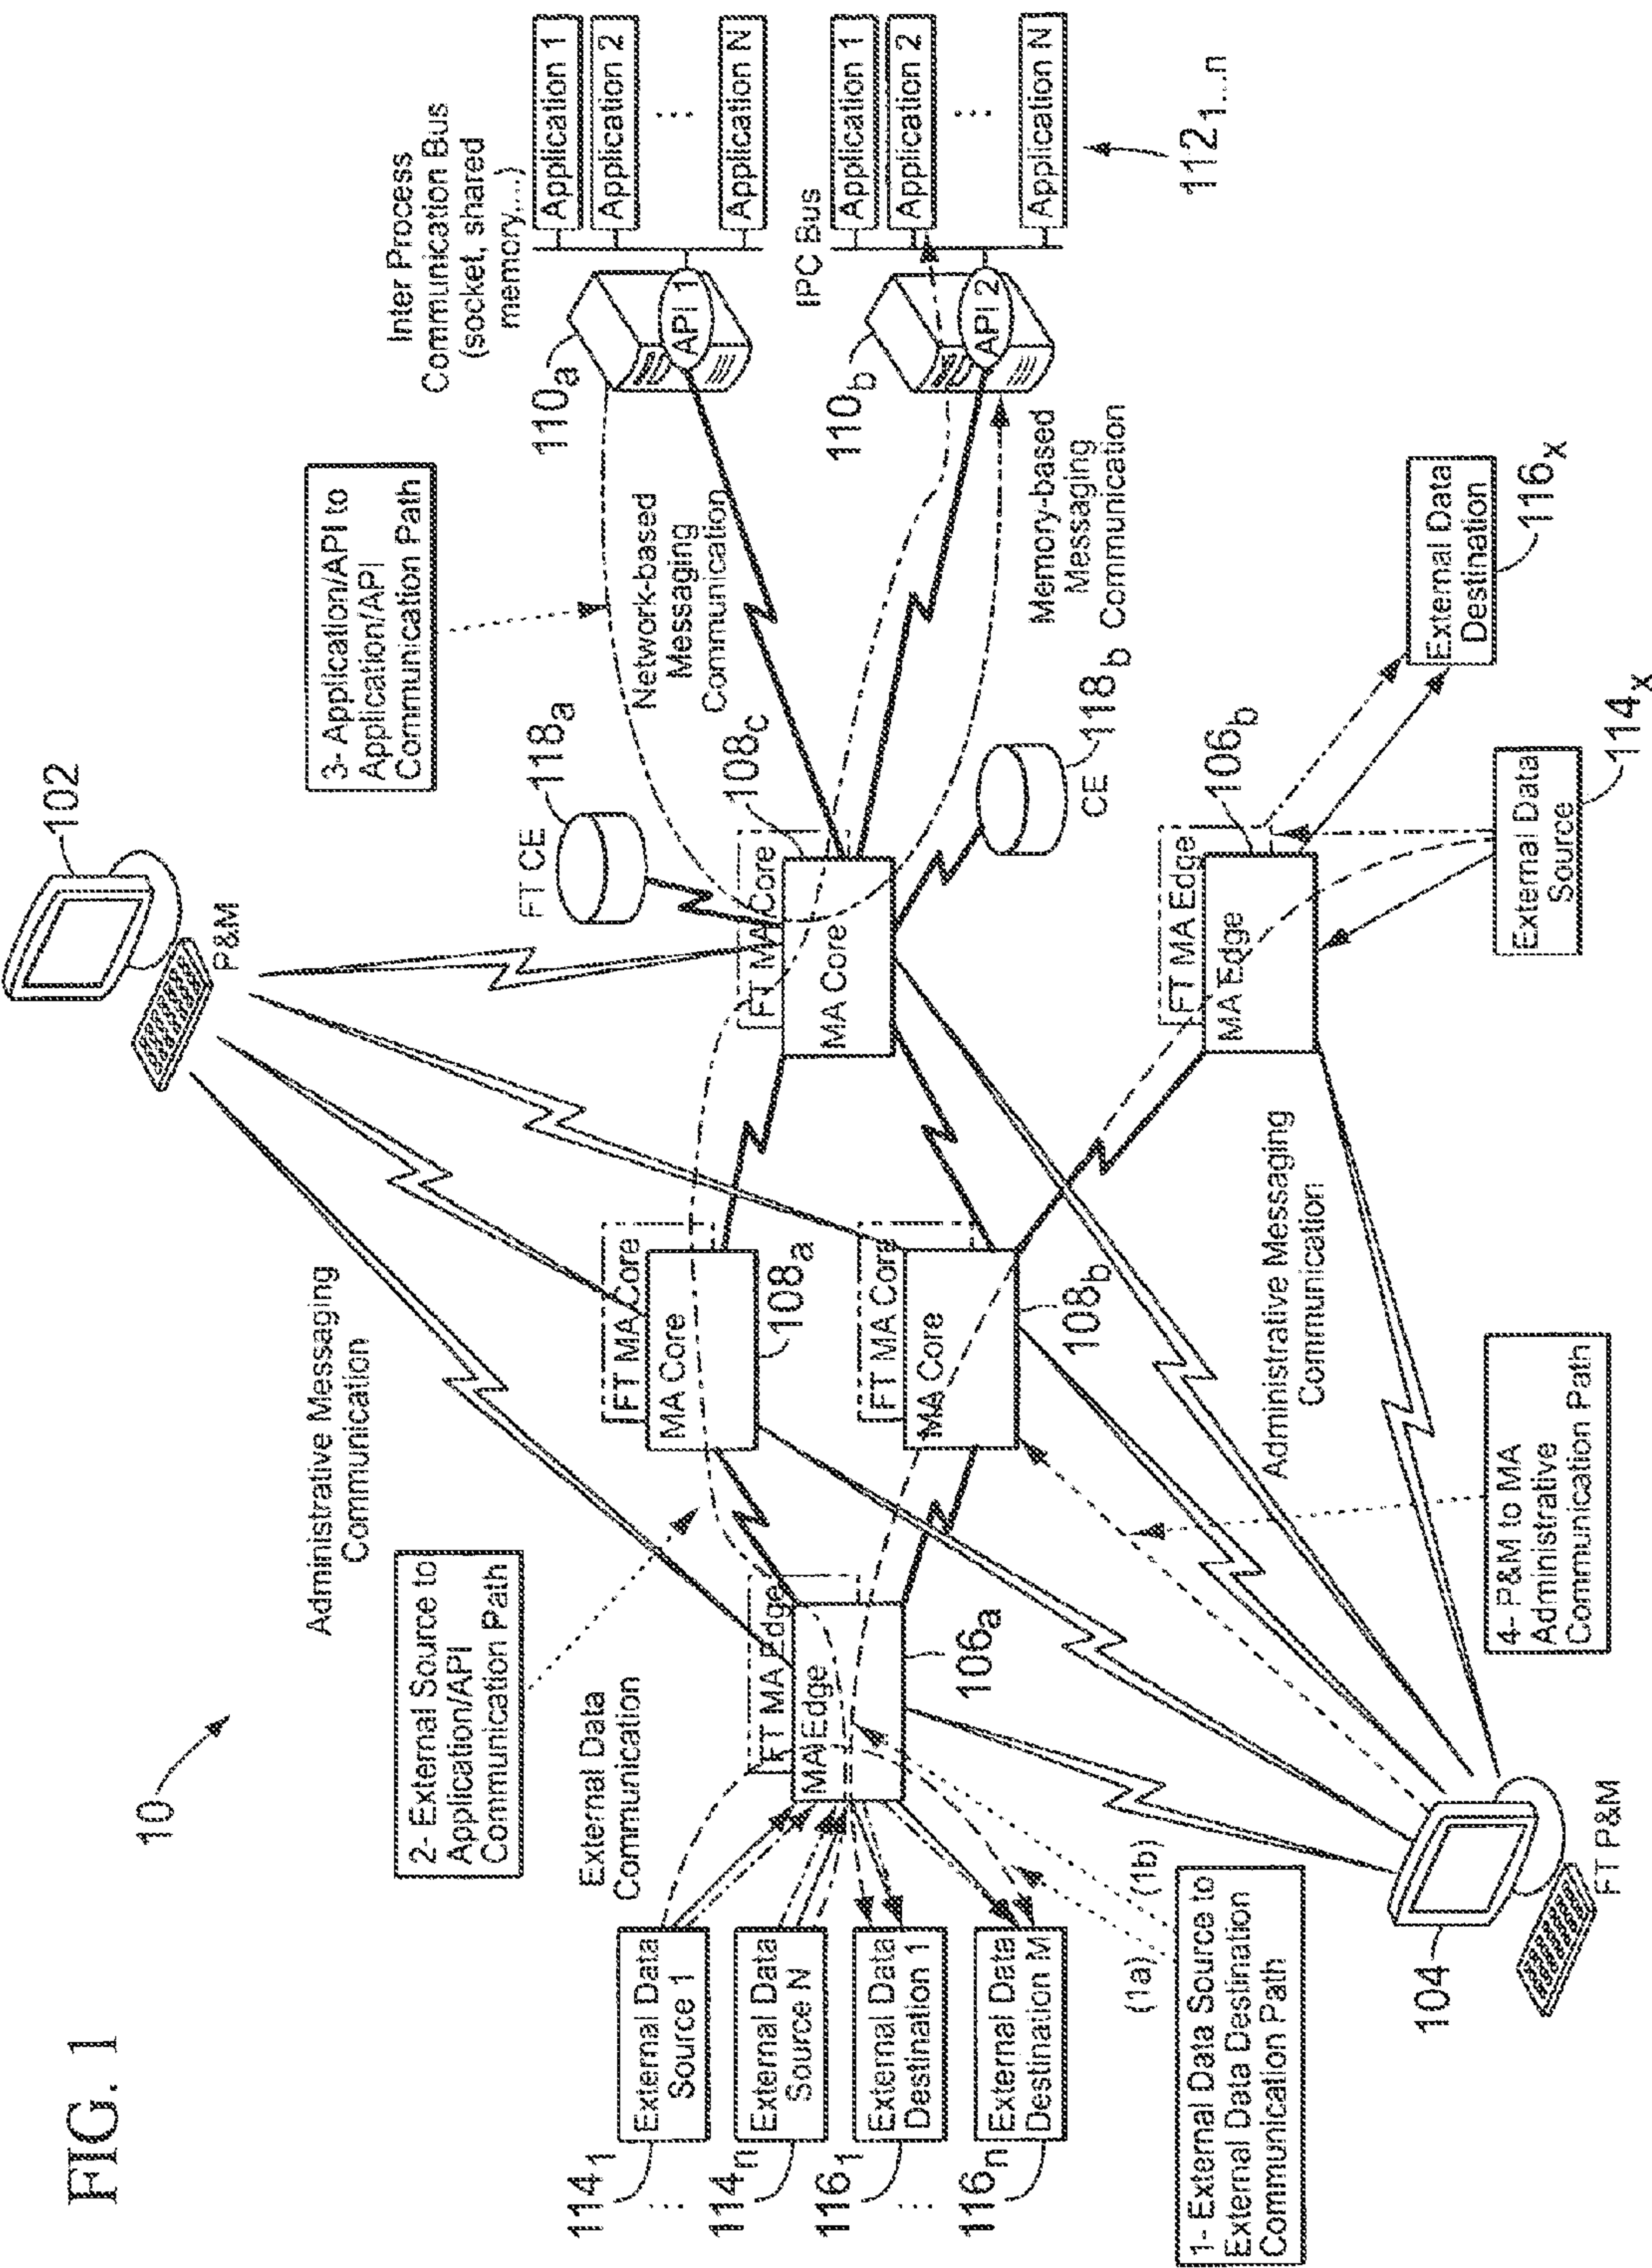 FIG. 1
10
102
P&M
Administrative Messaging
Communication
2- External Source to
Application/API
Communication Path
3- Application/API to
Application/API
Communication Path
Inter Process
Communication Bus
(socket, shared
memory....)
110a
API 1
Application 1
Application 2
⋮
Application N
IPC Bus
110b
API 2
Application 1
Application 2
⋮
Application N
112 1...n
Network-based
Messaging
Communication
Memory-based
Messaging
Communication
FT CE
118a
CE
118b
108c
FT MA Core
MA Core
FT MA Core
MA Core
108a
FT MA Core
MA Core
108b
External Data
Communication
FT MA Edge
MA Edge
106a
FT MA Edge
MA Edge
106b
External Data
Destination
116x
External Data
Source
114x
114 1
External Data
Source 1
⋮
114n
External Data
Source N
116 1
External Data
Destination 1
⋮
116n
External Data
Destination M
(1a)
(1b)
1- External Data Source to
External Data Destination
Communication Path
Administrative Messaging
Communication
4- P&M to MA
Administrative
Communication Path
104
FT P&M